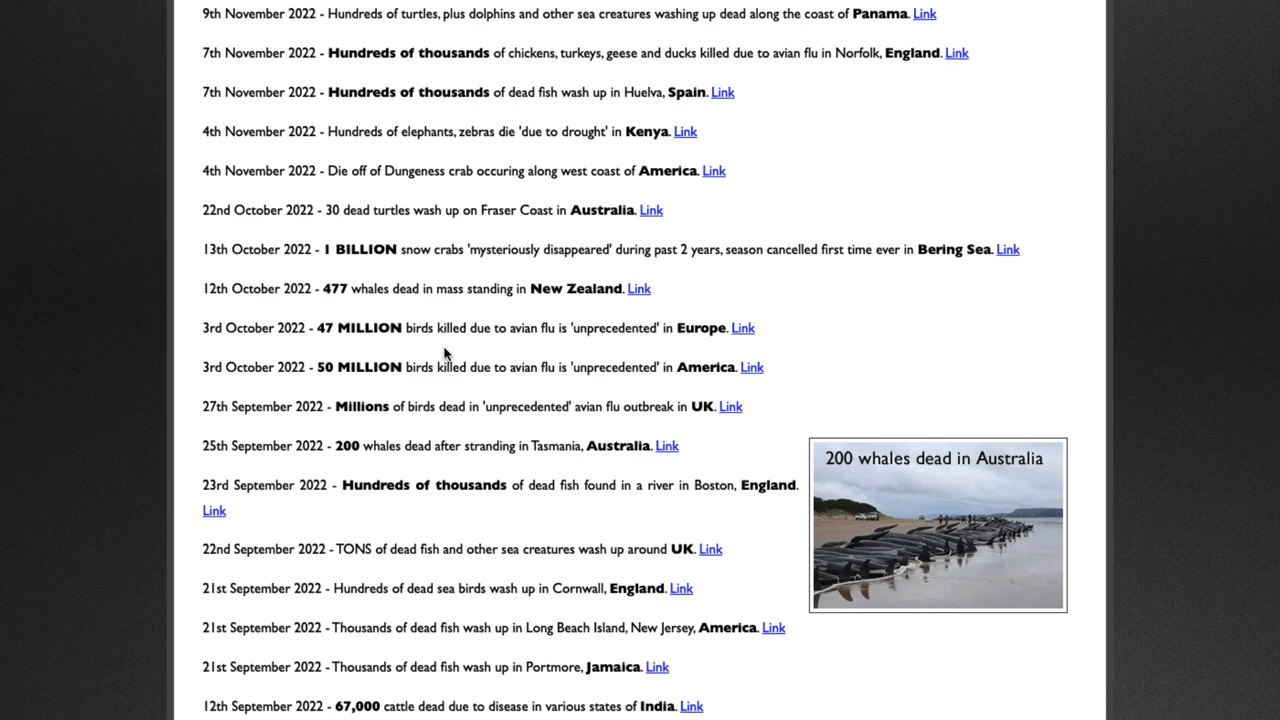 9th November 2022 - Hundreds of turtles, plus dolphins and other sea creatures washing up dead along the coast of Panama. Link
7th November 2022 - Hundreds of thousands of chickens, turkeys, geese and ducks killed due to avian flu in Norfolk, England. Link
7th November 2022 - Hundreds of thousands of dead fish wash up in Huelva, Spain. Link
4th November 2022 - Hundreds of elephants, zebras die 'due to drought' in Kenya. Link
4th November 2022 - Die off of Dungeness crab occuring along west coast of America. Link
22nd October 2022 - 30 dead turtles wash up on Fraser Coast in Australia. Link
13th October 2022 - 1 BILLION snow crabs 'mysteriously disappeared' during past 2 years, season cancelled first time ever in Bering Sea. Link
12th October 2022 - 477 whales dead in mass standing in New Zealand. Link
3rd October 2022 - 47 MILLION birds killed due to avian flu is 'unprecedented' in Europe. Link
3rd October 2022 - 50 MILLION birds killed due to avian flu is 'unprecedented' in America. Link
27th September 2022 - Millions of birds dead in 'unprecedented' avian flu outbreak in UK. Link
25th September 2022 - 200 whales dead after stranding in Tasmania, Australia. Link
200 whales dead in Australia
23rd September 2022 - Hundreds of thousands of dead fish found in a river in Boston, England.
Link
22nd September 2022 - TONS of dead fish and other sea creatures wash up around UK. Link
21st September 2022 - Hundreds of dead sea birds wash up in Cornwall, England. Link
21st September 2022 - Thousands of dead fish wash up in Long Beach Island, New Jersey, America. Link
21st September 2022 - Thousands of dead fish wash up in Portmore, Jamaica. Link
12th September 2022 - 67,000 cattle dead due to disease in various states of India. Link